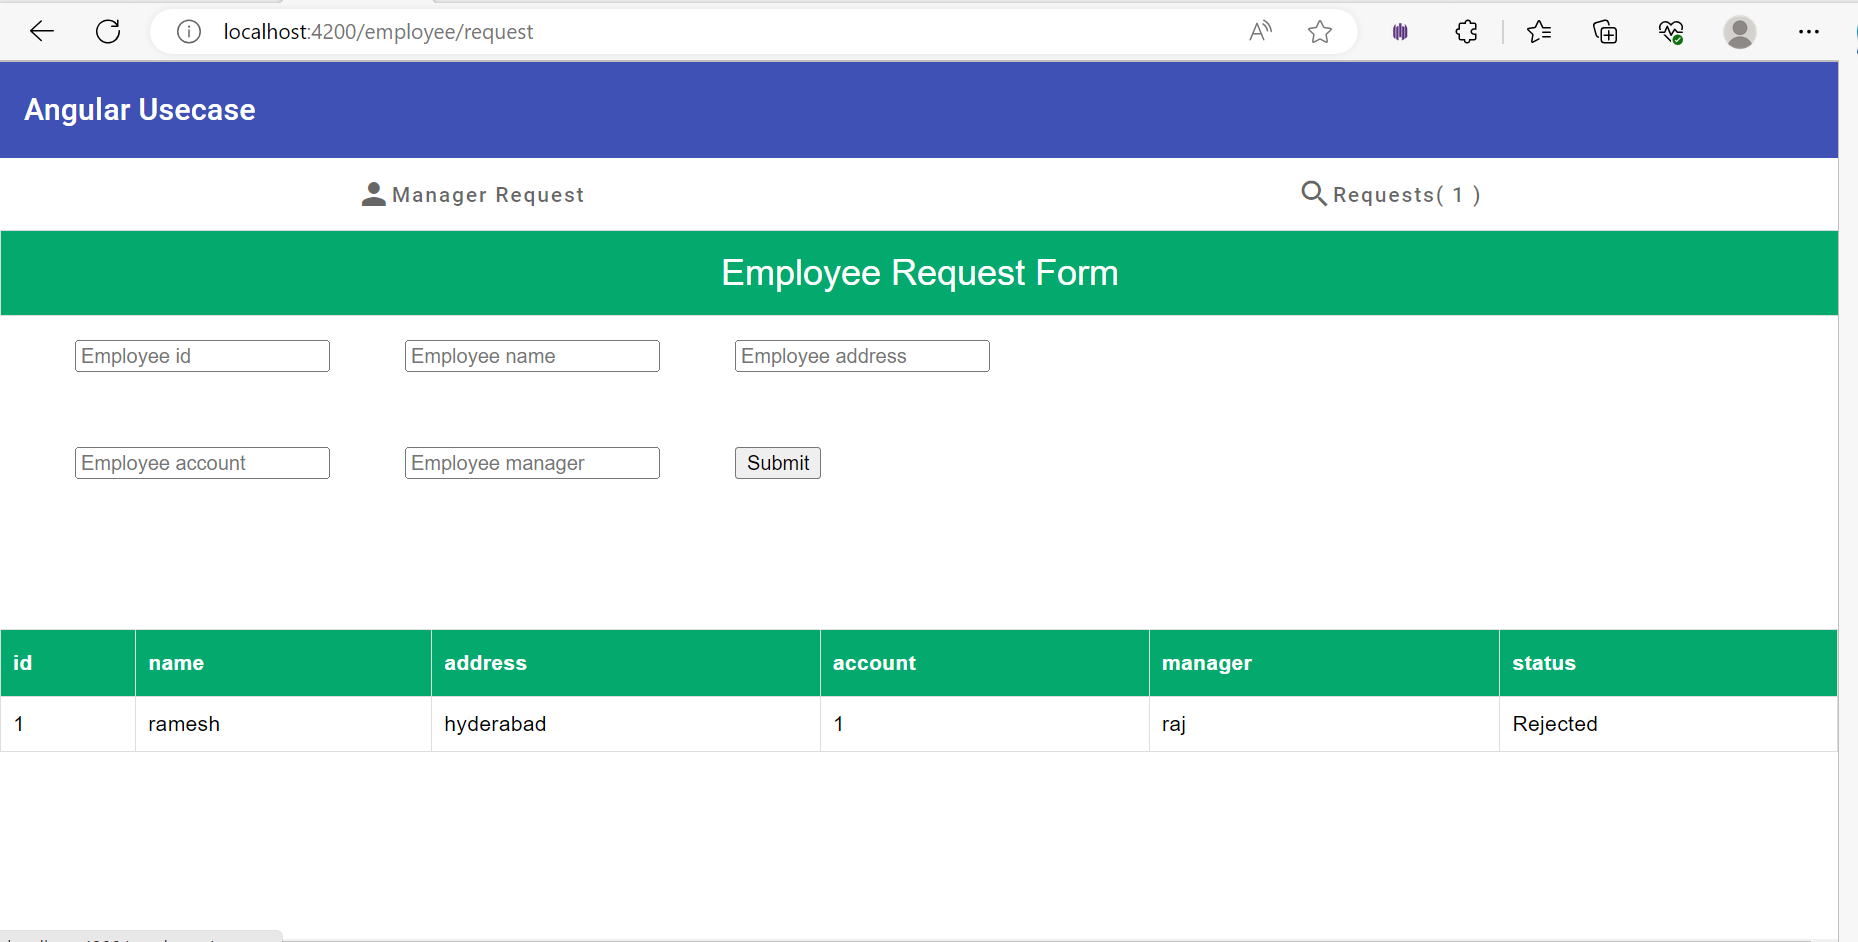 localhost:4200/employee/request
Angular Usecase
Manager Request
Requests( 1 )
Employee Request Form
Employee id
Employee name
Employee address
Employee account
Employee manager
Submit
id name address account manager status
1 ramesh hyderabad 1 raj Rejected